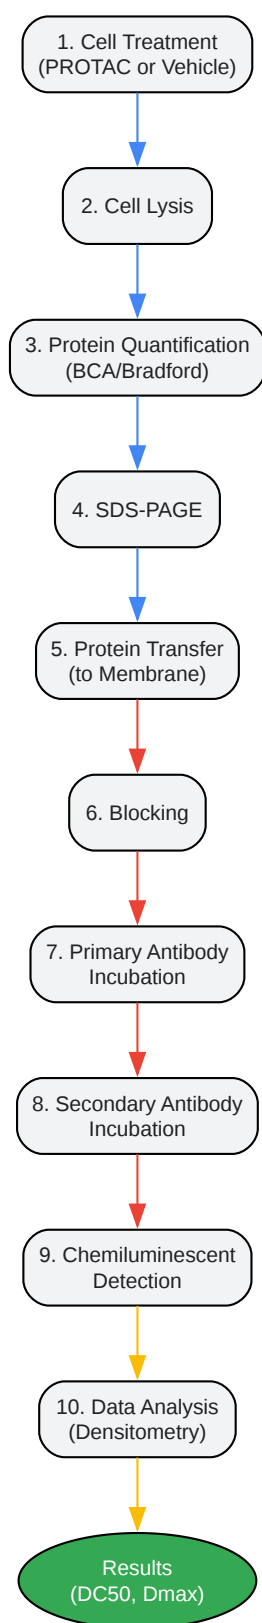 1. Cell Treatment
(PROTAC or Vehicle)
2. Cell Lysis
3. Protein Quantification
(BCA/Bradford)
4. SDS-PAGE
5. Protein Transfer
(to Membrane)
6. Blocking
7. Primary Antibody
Incubation
8. Secondary Antibody
Incubation
9. Chemiluminescent
Detection
10. Data Analysis
(Densitometry)
Results
(DC50, Dmax)